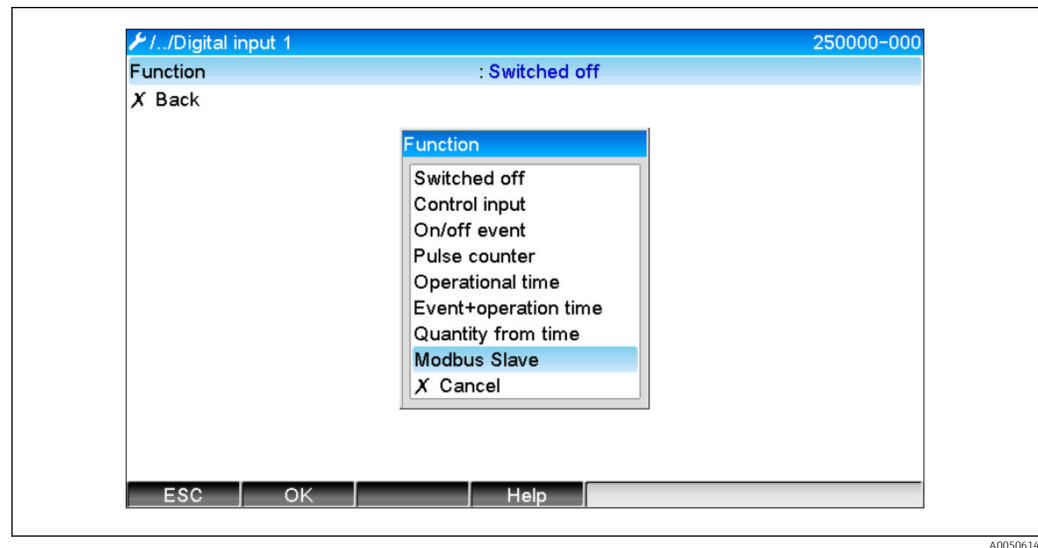 /../Digital input 1 250000-000
Function : Switched off
X Back
Function
Switched off
Control input
On/off event
Pulse counter
Operational time
Event+operation time
Quantity from time
Modbus Slave
X Cancel
ESC OK Help
A0050614